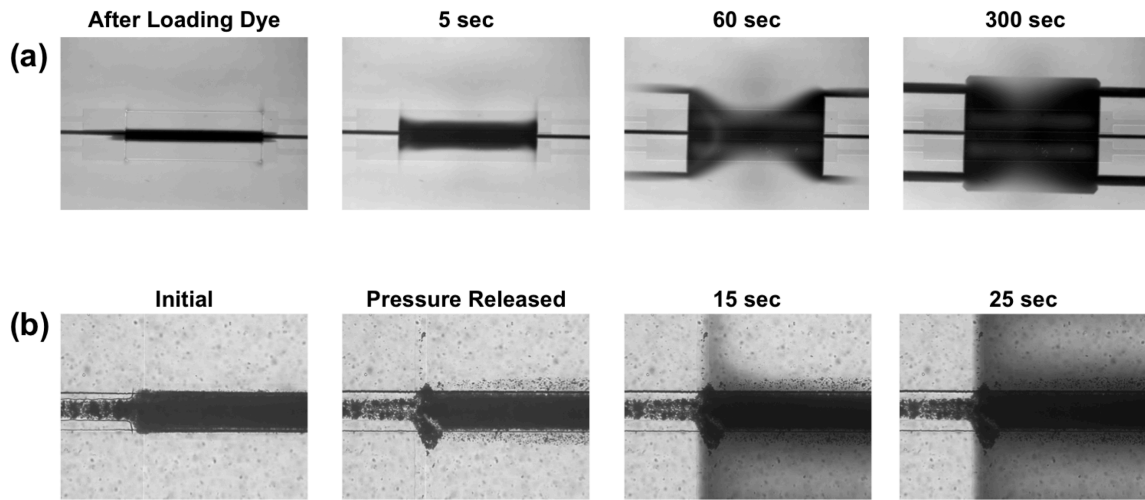 (a)
After Loading Dye
5 sec
60 sec
300 sec
(b)
Initial
Pressure Released
15 sec
25 sec